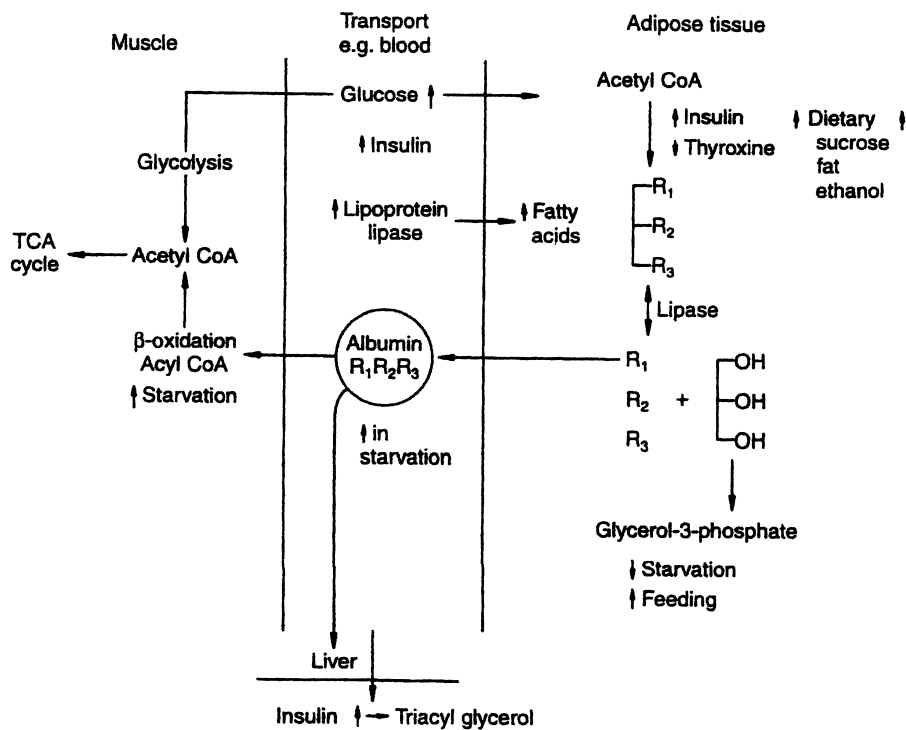 Muscle
Transport
e.g. blood
Adipose tissue
Glucose ↑
Acetyl CoA
↑ Insulin
↑ Insulin
↓ Thyroxine
↑ Dietary ↑
sucrose
fat
ethanol
Glycolysis
R₁
R₂
R₃
↑ Lipoprotein
lipase
↑ Fatty
acids
TCA
cycle
Acetyl CoA
Lipase
β-oxidation
Acyl CoA
↑ Starvation
Albumin
R₁R₂R₃
↑ in
starvation
R₁
R₂
R₃
+
OH
OH
OH
Glycerol-3-phosphate
↓ Starvation
↑ Feeding
Liver
Insulin ↑ → Triacyl glycerol